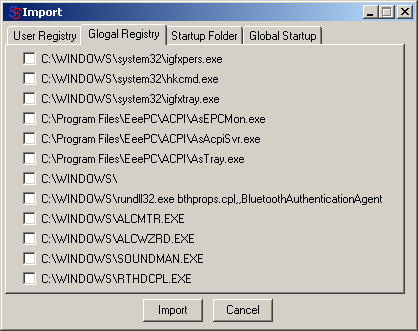 Import
User Registry Glogal Registry Startup Folder Global Startup
C:\WINDOWS\system32\igfxpers.exe
C:\WINDOWS\system32\hkcmd.exe
C:\WINDOWS\system32\igfxtray.exe
C:\Program Files\EeePC\ACPI\AsEPCMon.exe
C:\Program Files\EeePC\ACPI\AsAcpiSvr.exe
C:\Program Files\EeePC\ACPI\AsTray.exe
C:\WINDOWS\
C:\WINDOWS\rundll32.exe bthprops.cpl,,BluetoothAuthenticationAgent
C:\WINDOWS\ALCMTR.EXE
C:\WINDOWS\ALCWZRD.EXE
C:\WINDOWS\SOUNDMAN.EXE
C:\WINDOWS\RTHDCPL.EXE
Import Cancel